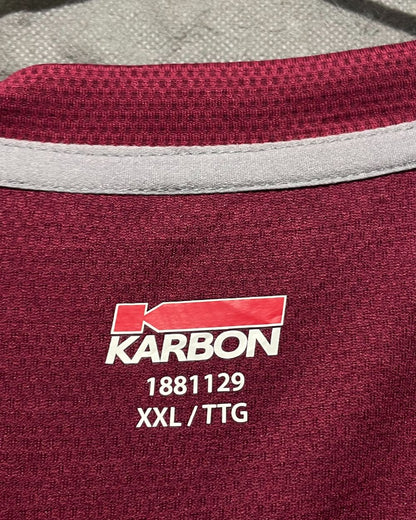 KARBON
1881129
XXL / TTG